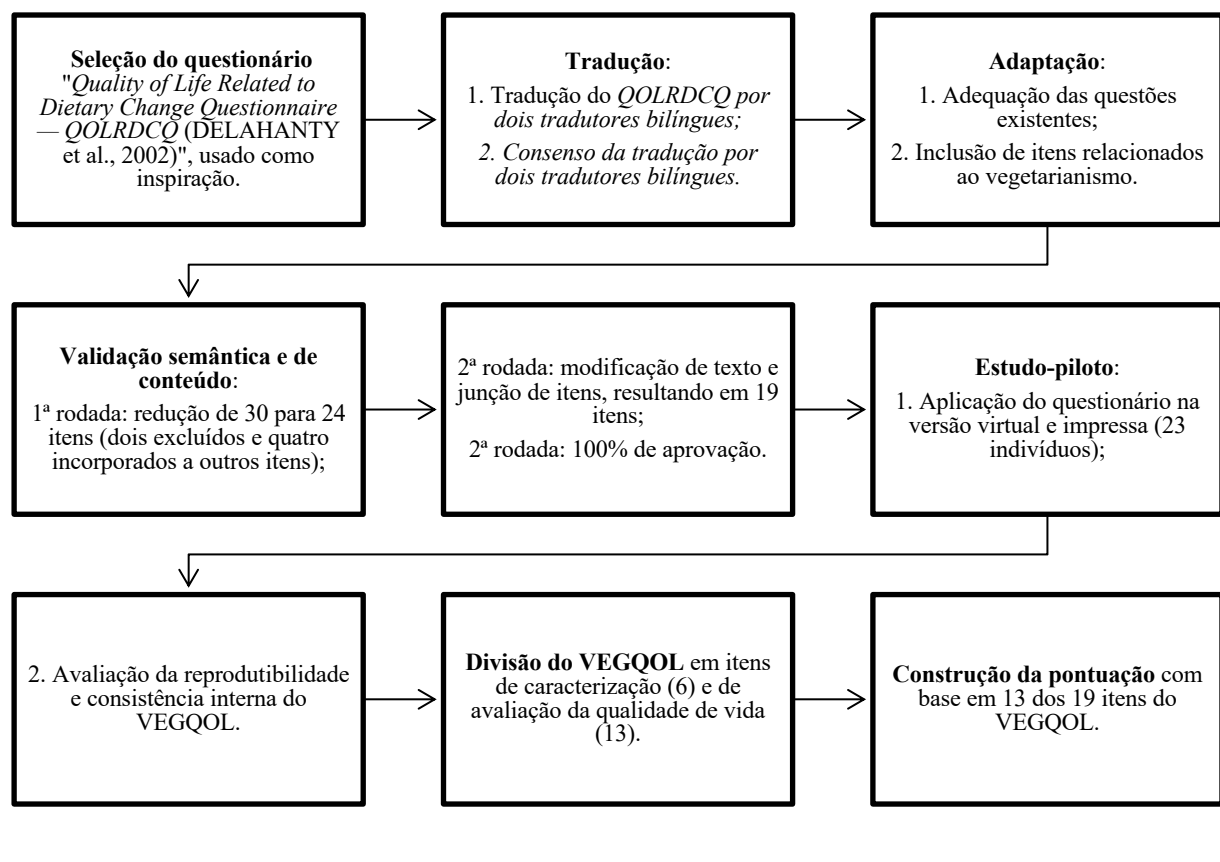 Seleção do questionário
"Quality of Life Related to
Dietary Change Questionnaire
— QOLRDCQ (DELAHANTY
et al., 2002)", usado como
inspiração.
Tradução:
1. Tradução do QOLRDCQ por
dois tradutores bilíngues;
2. Consenso da tradução por
dois tradutores bilíngues.
Adaptação:
1. Adequação das questões
existentes;
2. Inclusão de itens relacionados
ao vegetarianismo.
Validação semântica e de
conteúdo:
1ª rodada: redução de 30 para 24
itens (dois excluídos e quatro
incorporados a outros itens);
2ª rodada: modificação de texto e
junção de itens, resultando em 19
itens;
2ª rodada: 100% de aprovação.
Estudo-piloto:
1. Aplicação do questionário na
versão virtual e impressa (23
indivíduos);
2. Avaliação da reprodutibilidade
e consistência interna do
VEGQOL.
Divisão do VEGQOL em itens
de caracterização (6) e de
avaliação da qualidade de vida
(13).
Construção da pontuação com
base em 13 dos 19 itens do
VEGQOL.